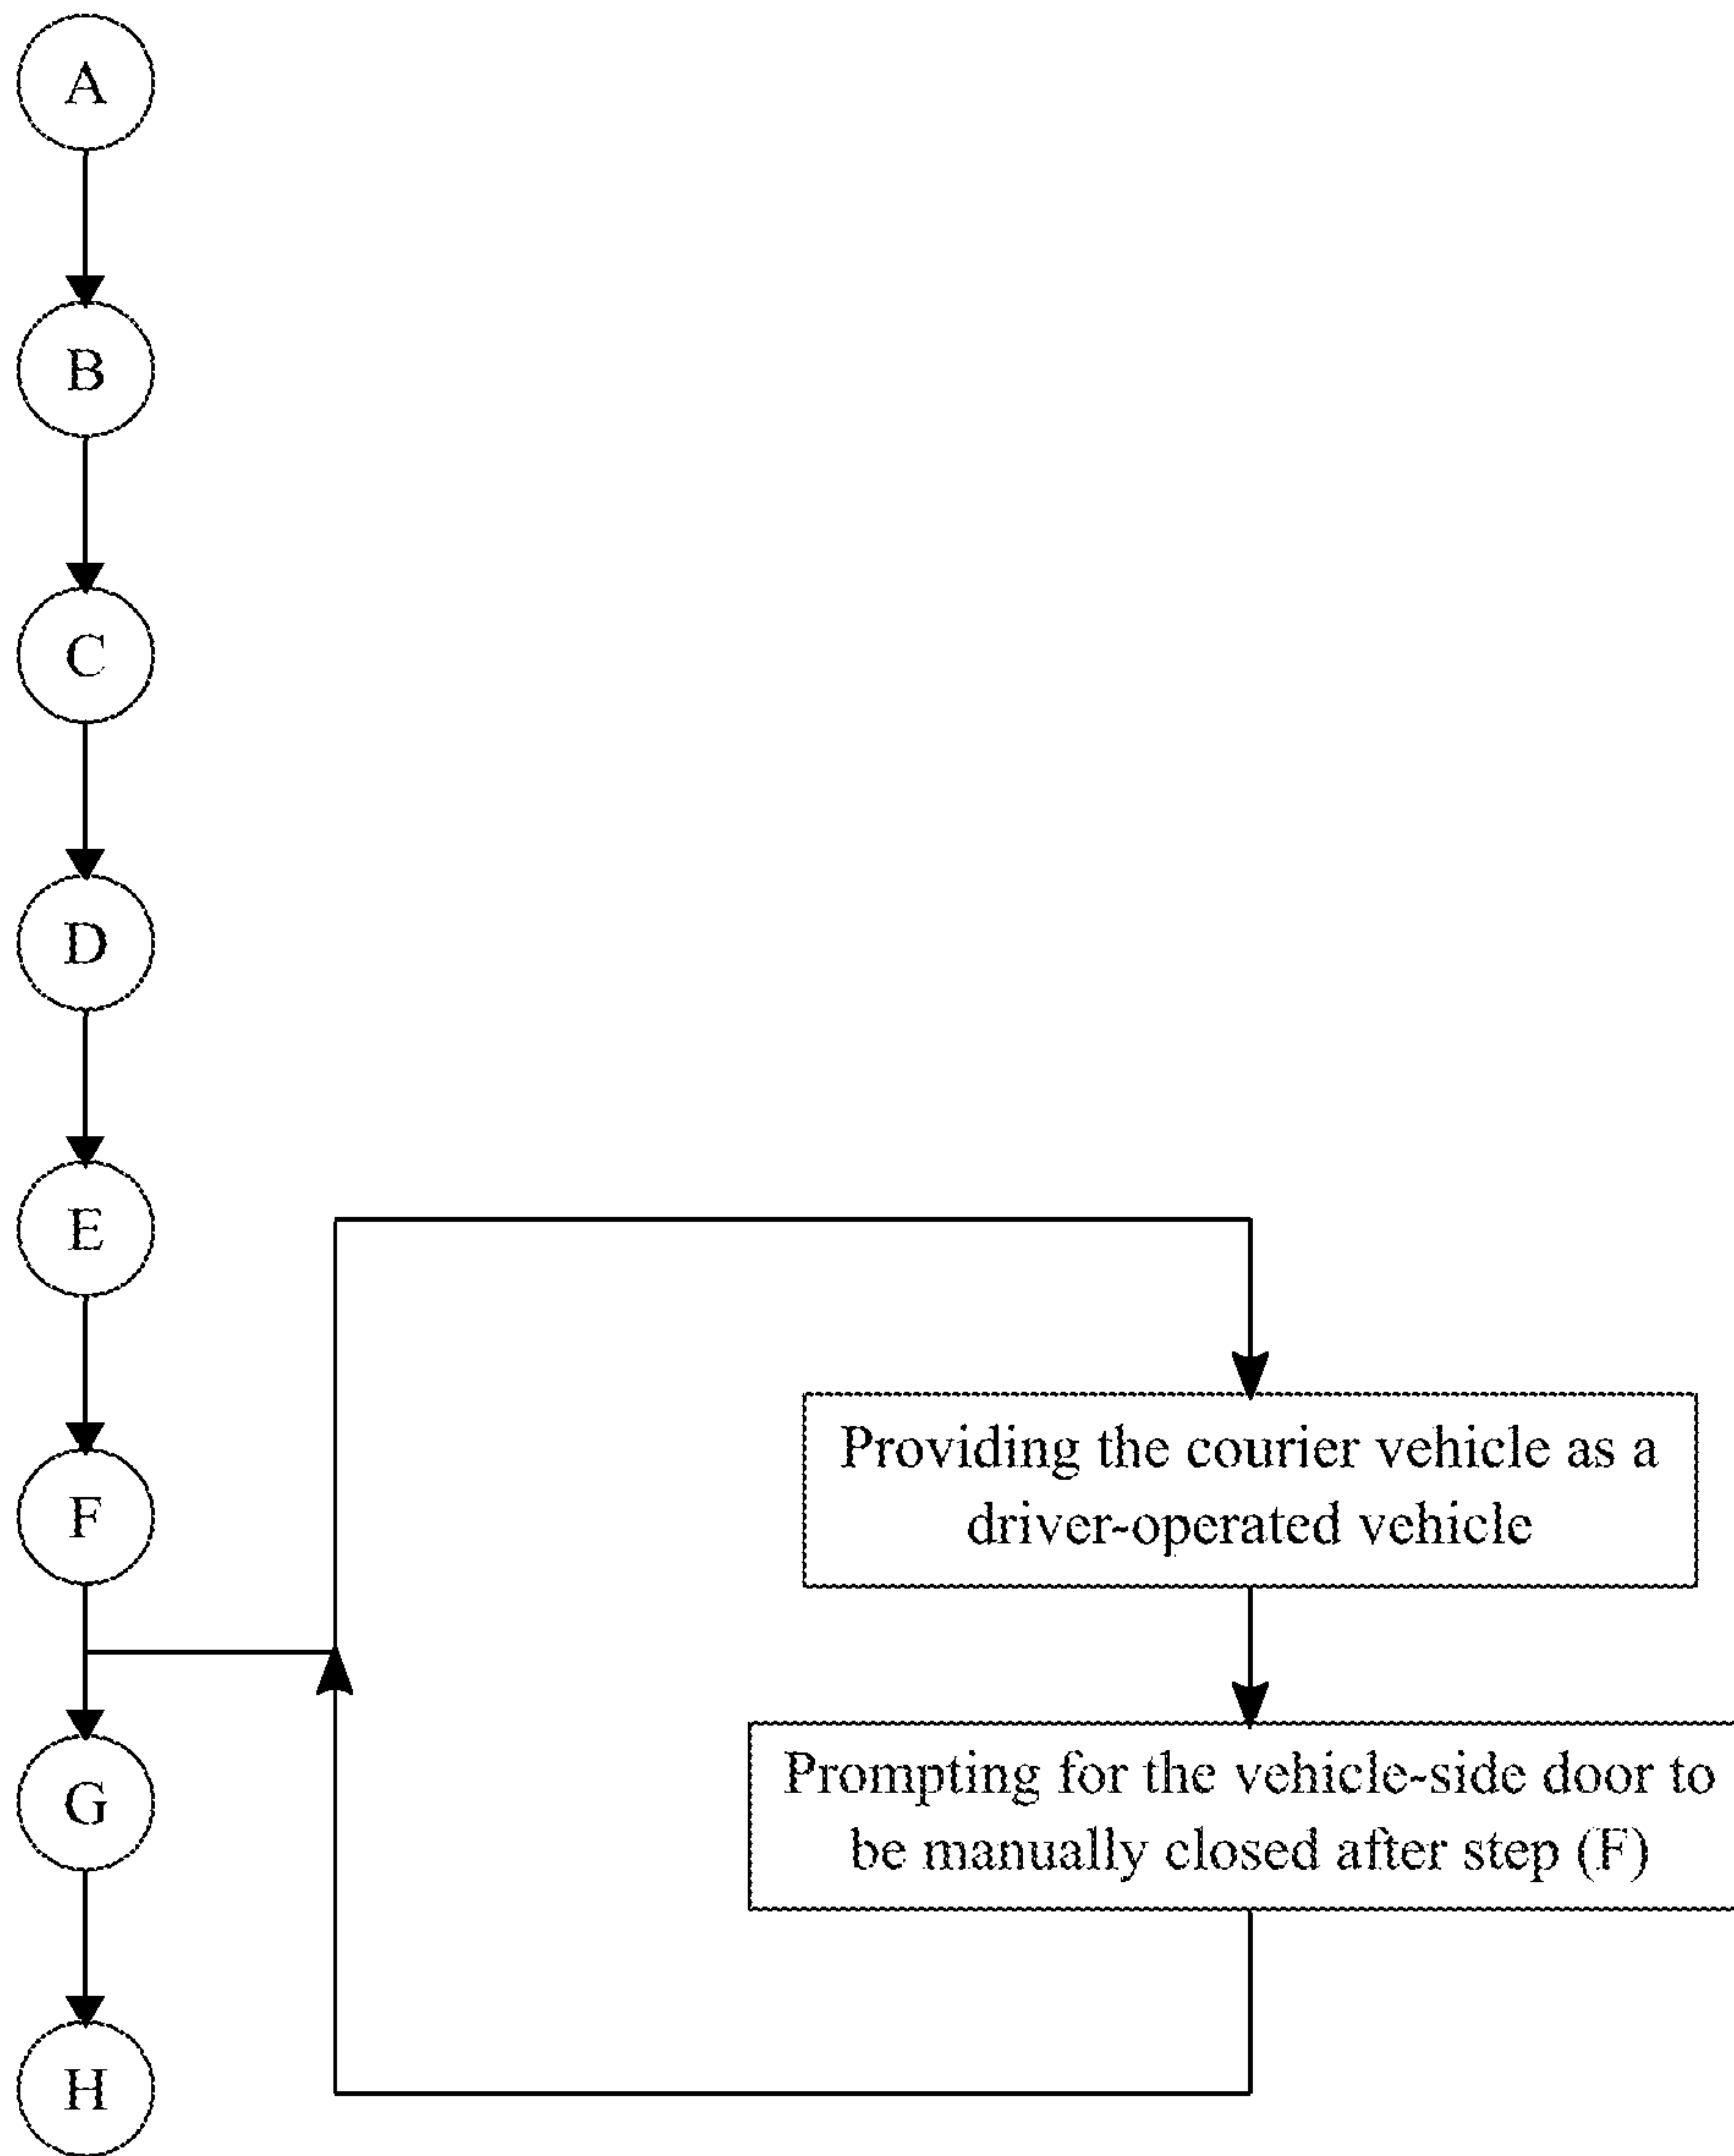 A
B
C
D
E
F
G
H
Providing the courier vehicle as a
driver-operated vehicle
Prompting for the vehicle-side door to
be manually closed after step (F)